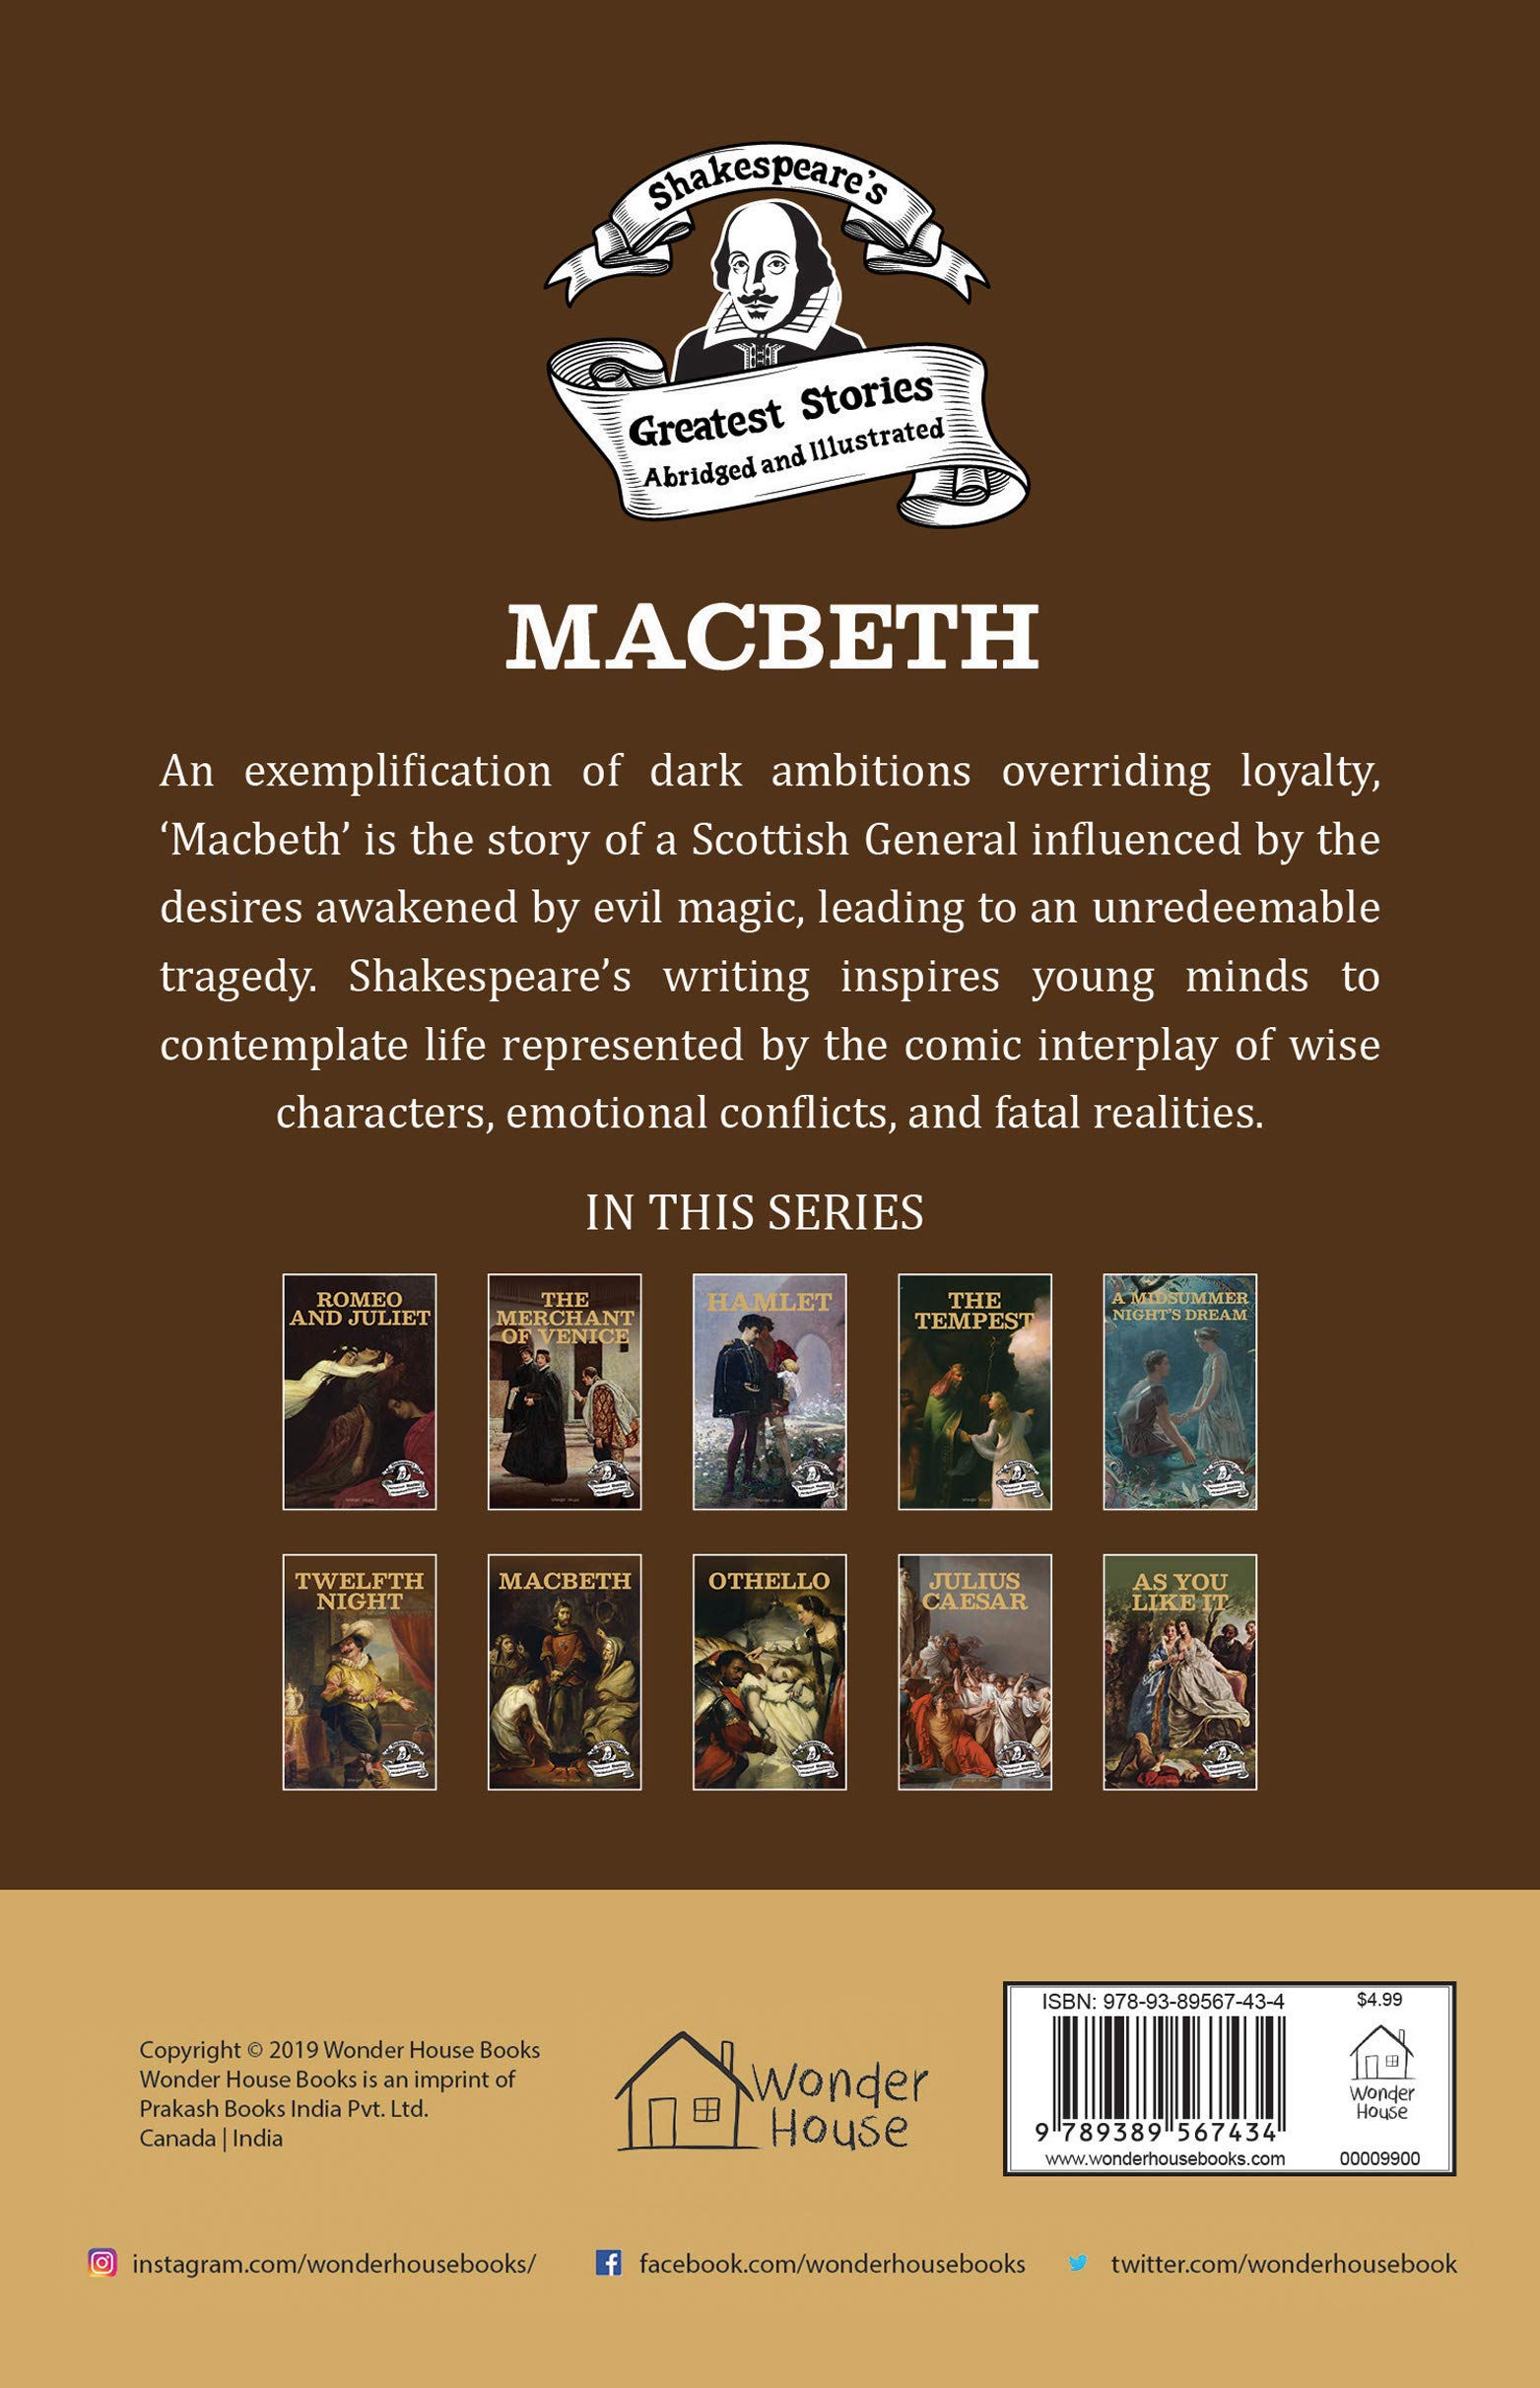 Shakespeare's
Greatest Stories
Abridged and Illustrated
MACBETH
An exemplification of dark ambitions overriding loyalty,
‘Macbeth’ is the story of a Scottish General influenced by the
desires awakened by evil magic, leading to an unredeemable
tragedy. Shakespeare’s writing inspires young minds to
contemplate life represented by the comic interplay of wise
characters, emotional conflicts, and fatal realities.
IN THIS SERIES
ROMEO
AND JULIET
THE
MERCHANT
OF VENICE
HAMLET
THE
TEMPEST
A MIDSUMMER
NIGHT'S DREAM
TWELFTH
NIGHT
MACBETH
OTHELLO
JULIUS
CAESAR
AS YOU
LIKE IT
Copyright © 2019 Wonder House Books
Wonder House Books is an imprint of
Prakash Books India Pvt. Ltd.
Canada | India
Wonder
House
ISBN: 978-93-89567-43-4
$4.99
9 789389 567434
www.wonderhousebooks.com
Wonder
House
00009900
instagram.com/wonderhousebooks/
facebook.com/wonderhousebooks
twitter.com/wonderhousebook